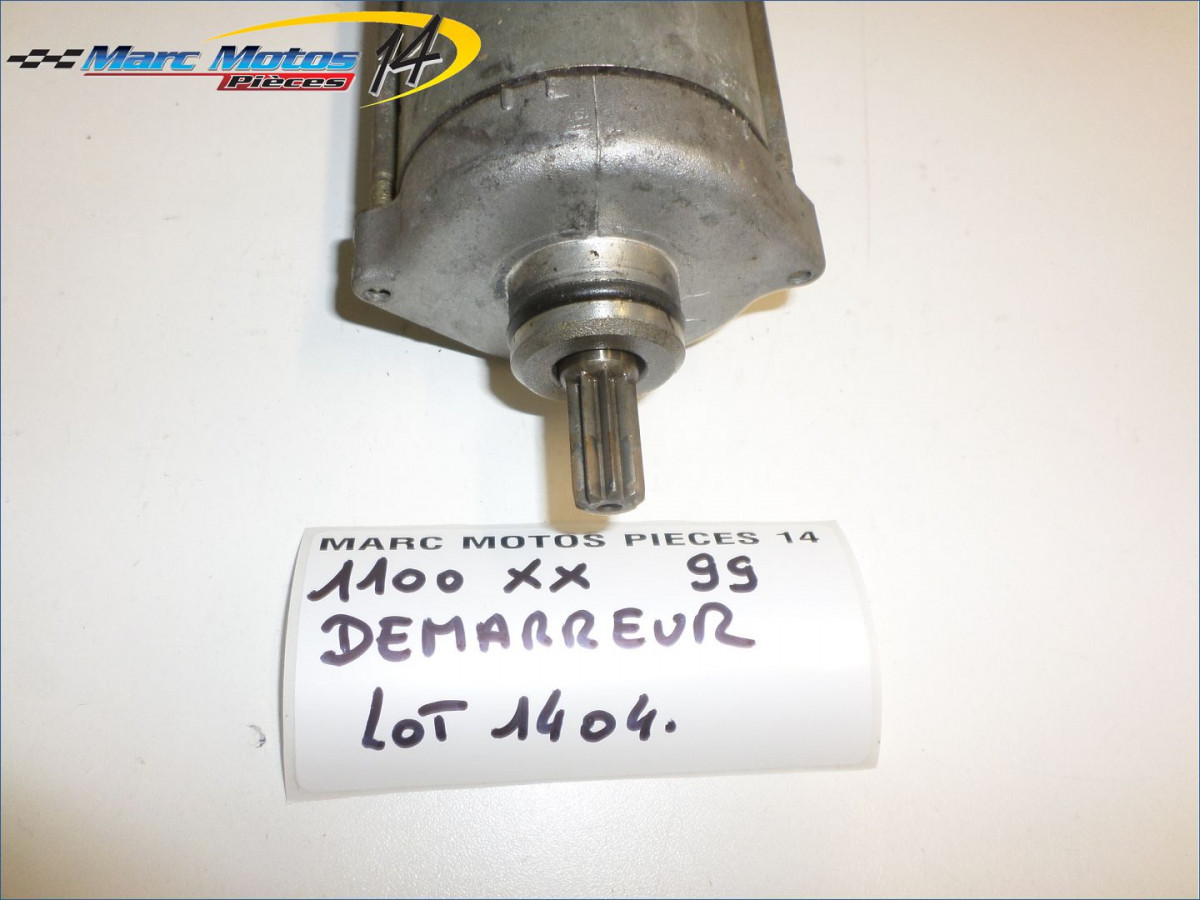 Marc Motos 14
Pièces
MARC MOTOS PIECES 14
1100 XX 99
DEMARREUR
LOT 1404.